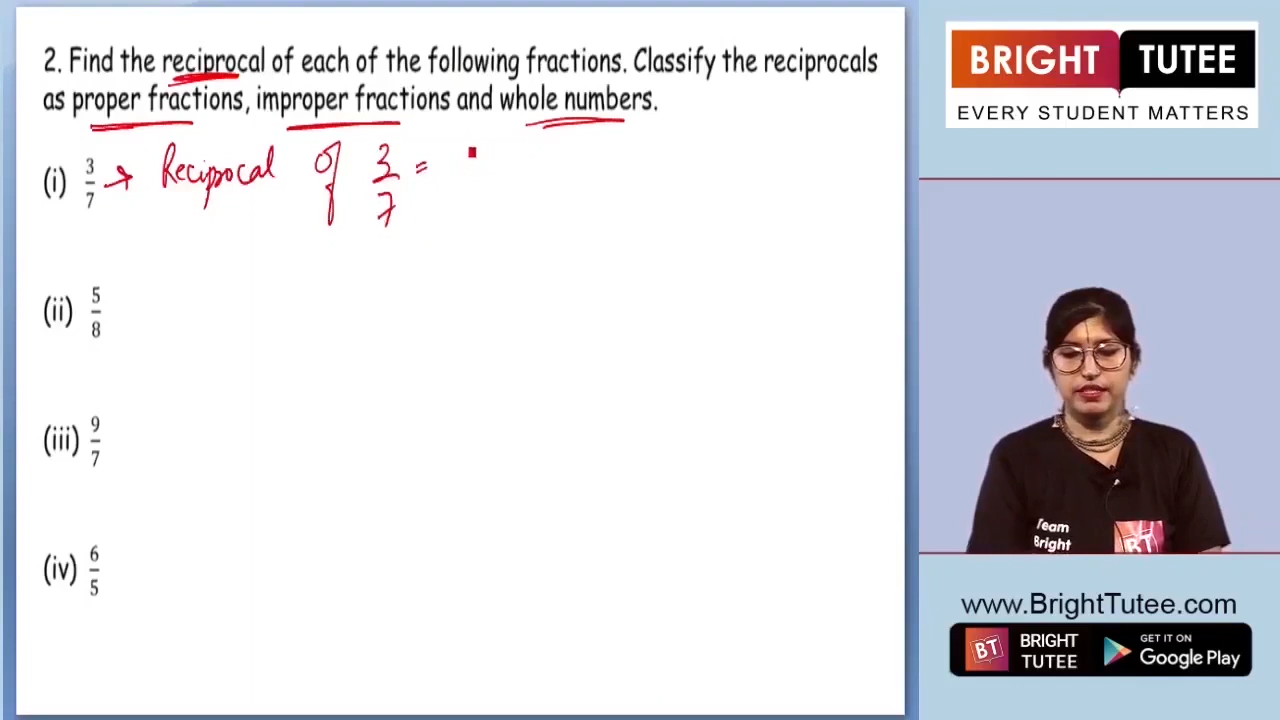 2. Find the reciprocal of each of the following fractions. Classify the reciprocals
as proper fractions, improper fractions and whole numbers.
(i) 3/7 → Reciprocal of 3/7 =
(ii) 5/8
(iii) 9/7
(iv) 6/5
BRIGHT TUTEE
EVERY STUDENT MATTERS
Team
Bright
BT
www.BrightTutee.com
BT BRIGHT
TUTEE
GET IT ON
Google Play